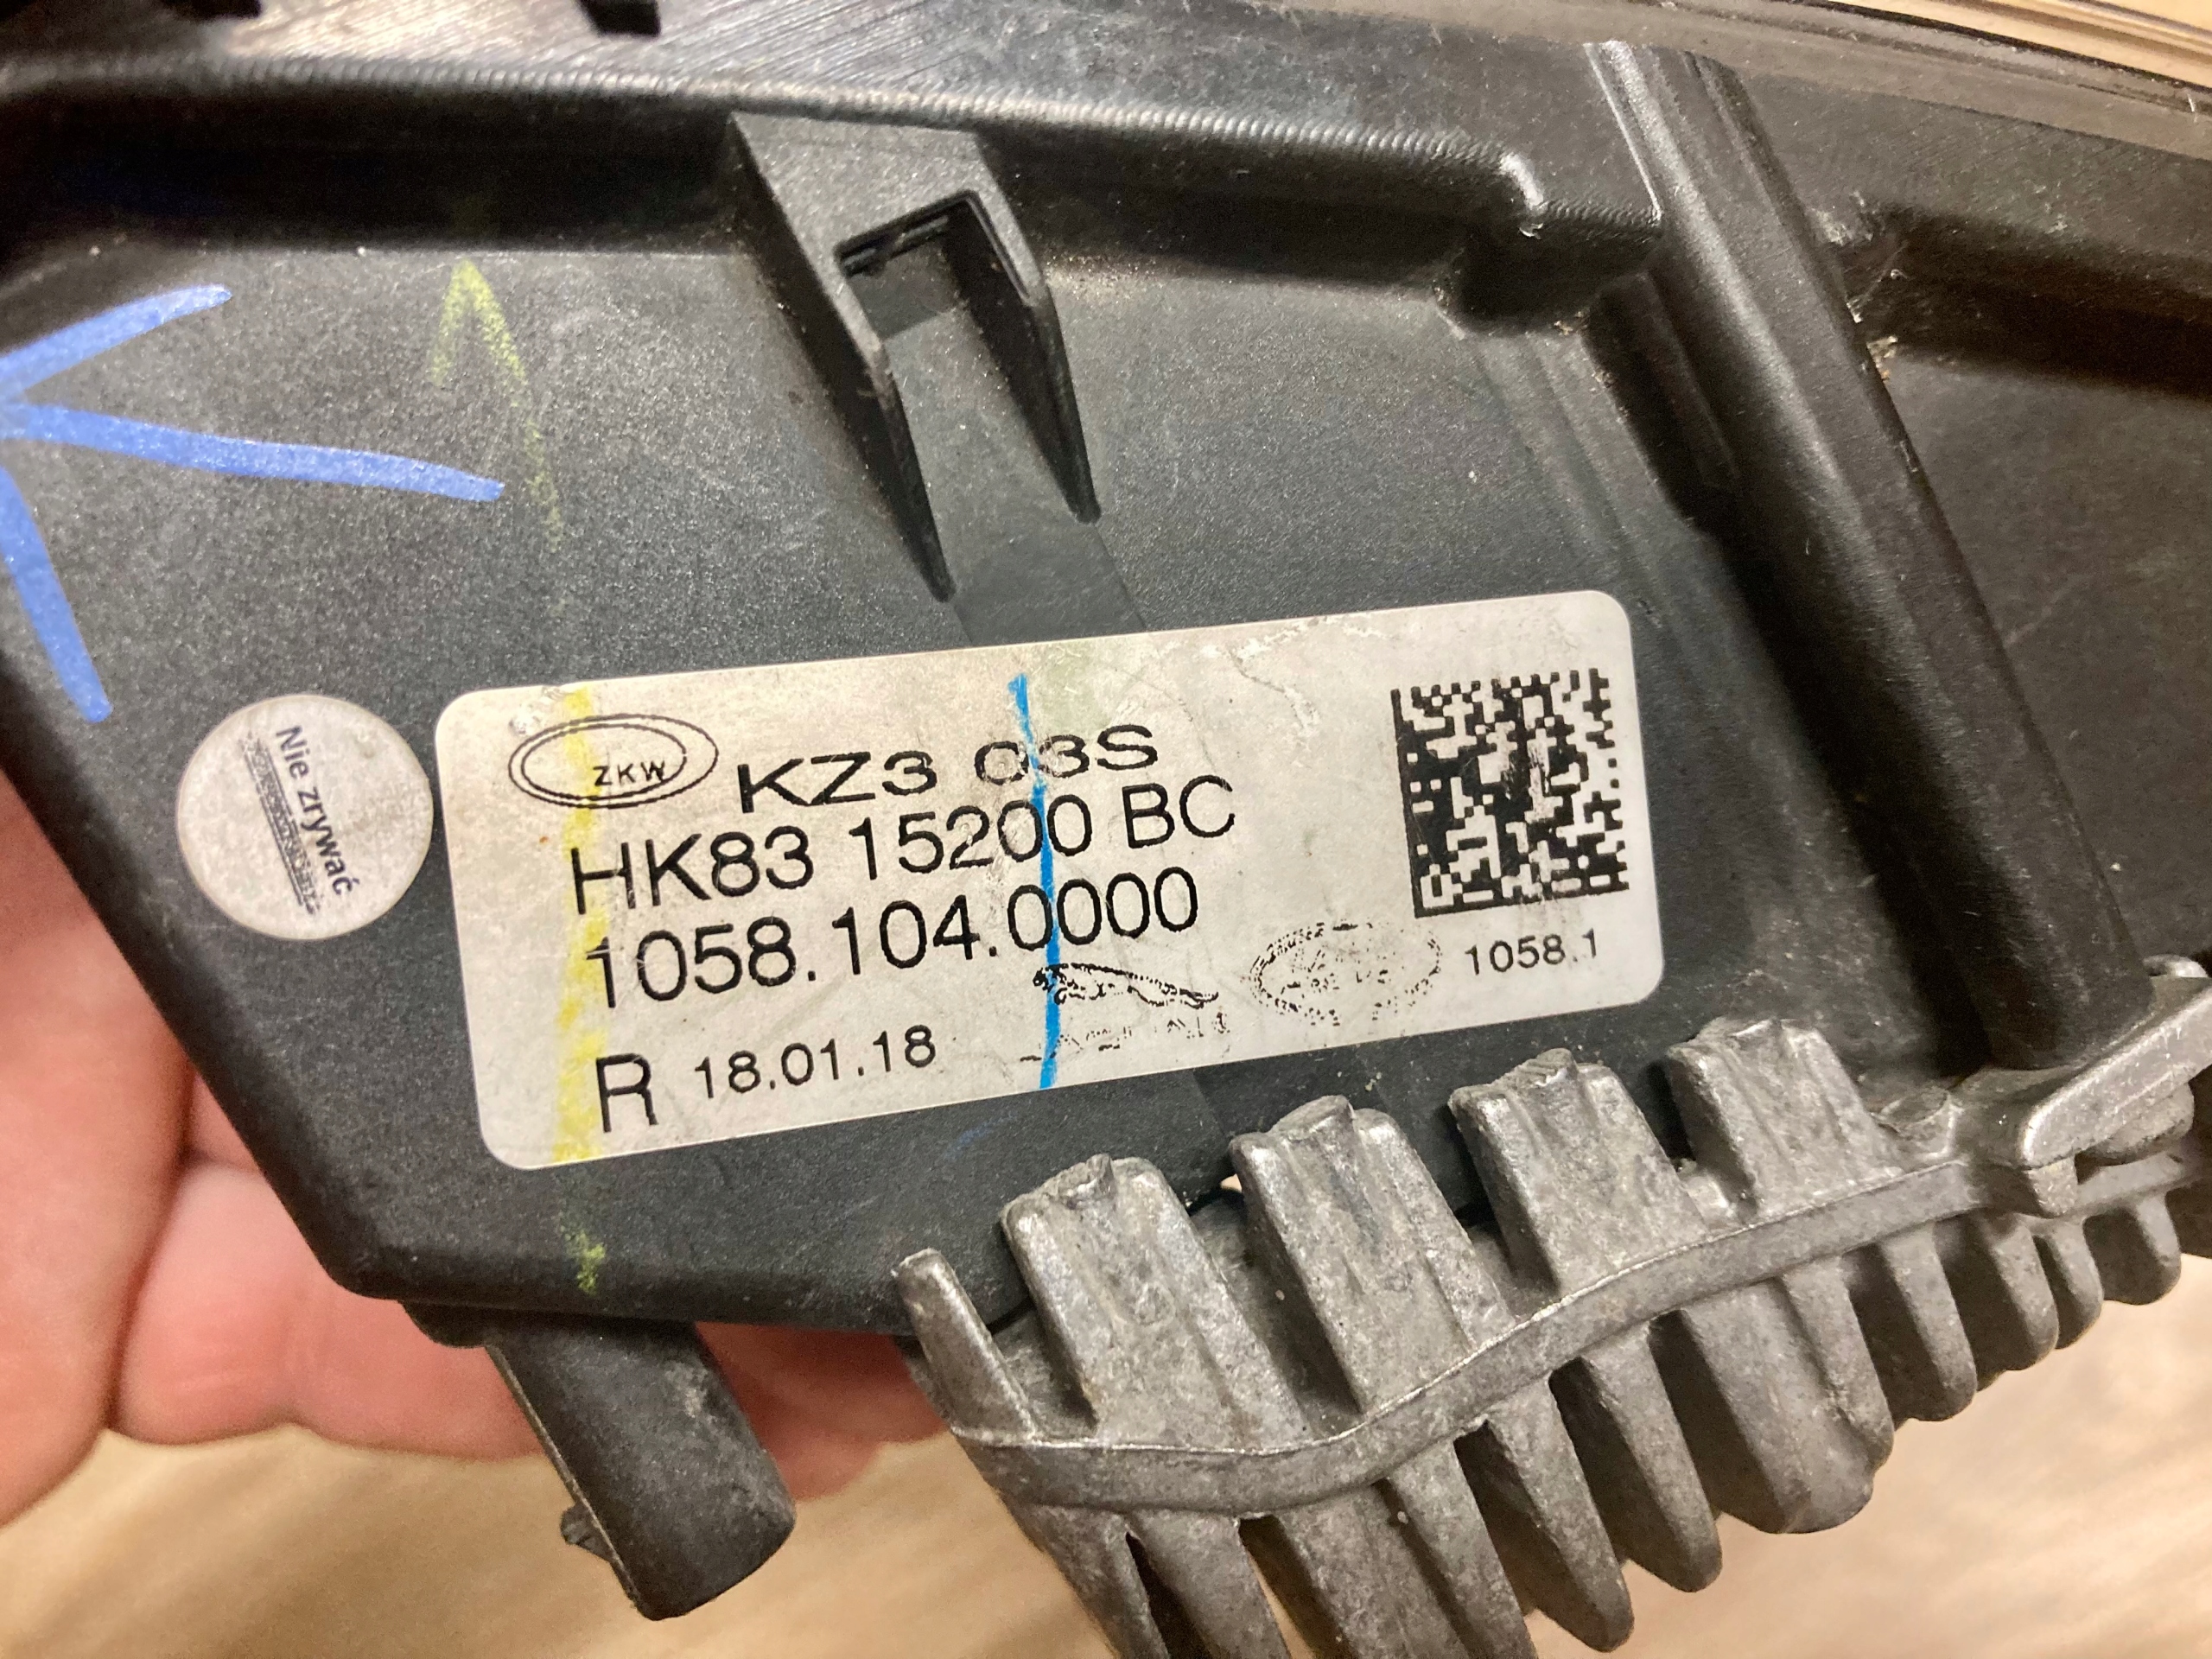 Nie zrywać
ZKW
KZ3 03S
HK83 15200 BC
1058.104.0000
R 18.01.18
1058.1